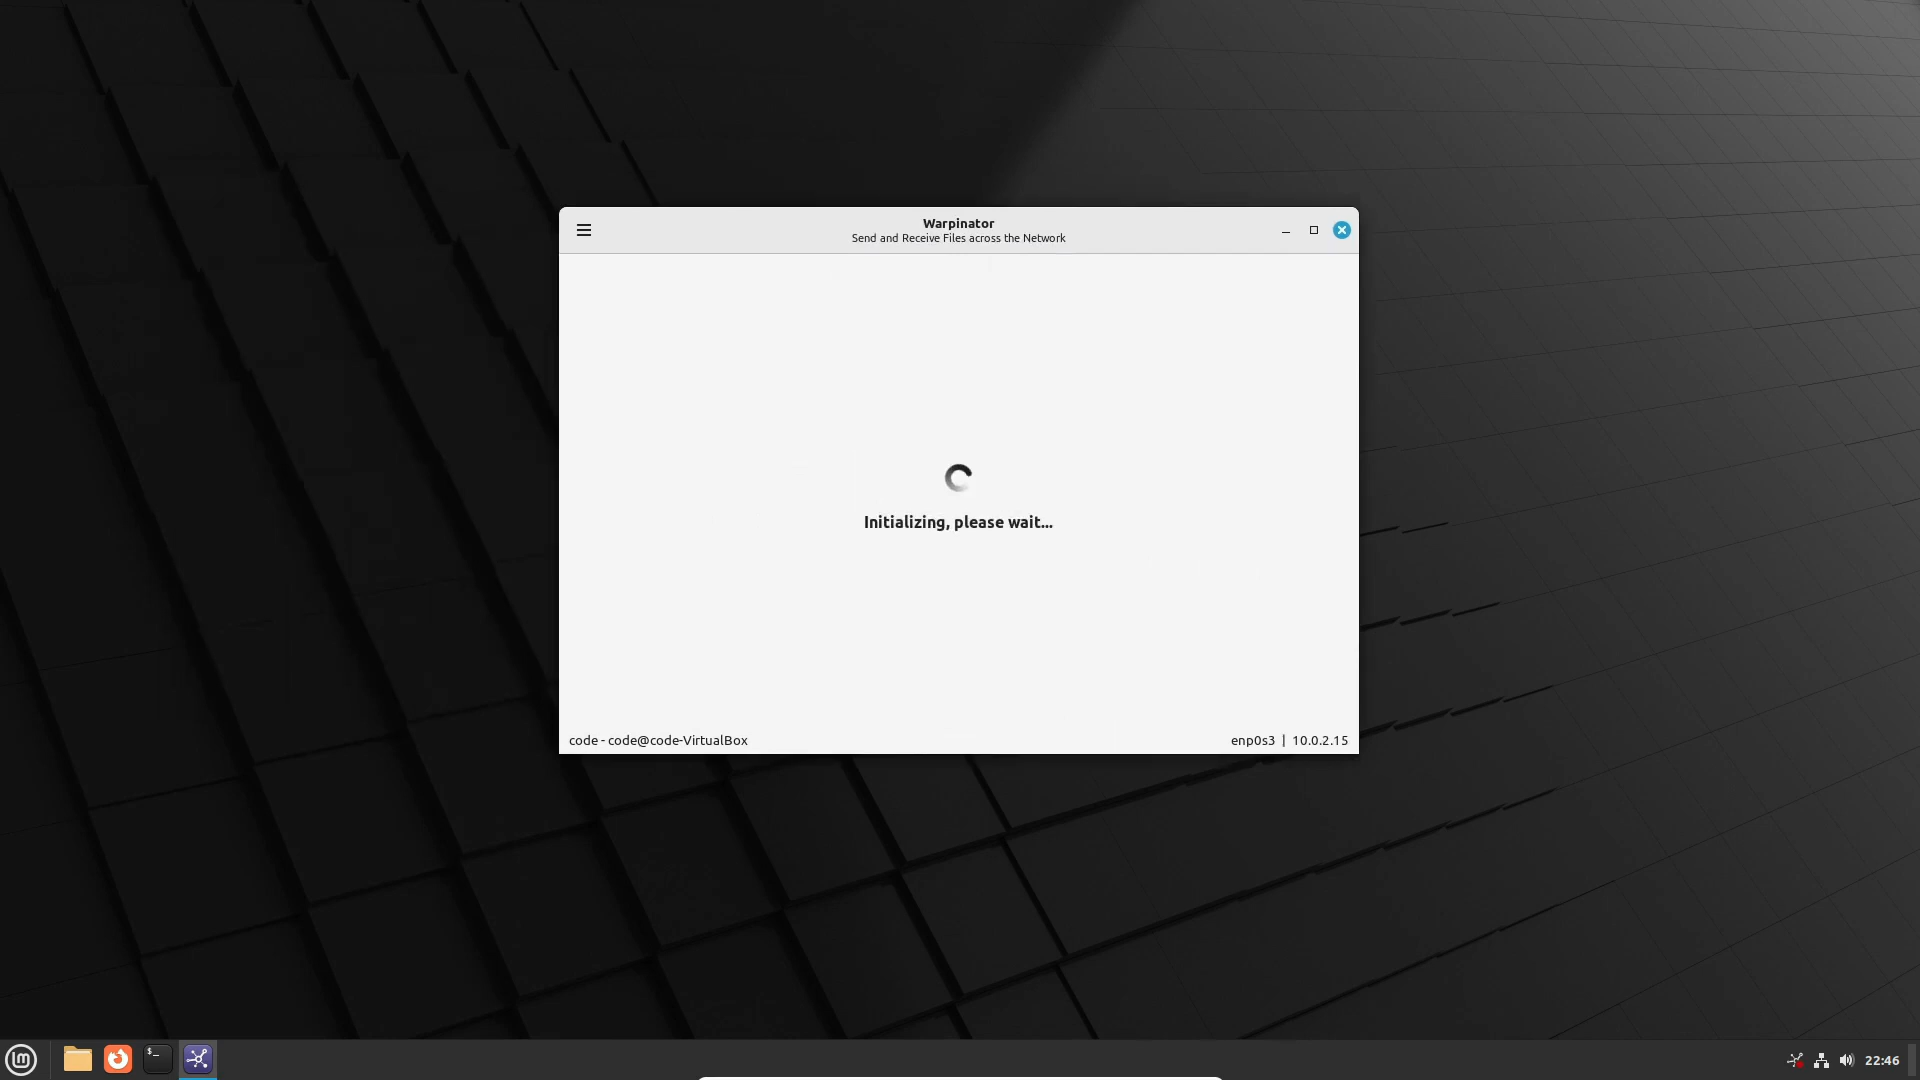 Warpinator
Send and Receive Files across the Network
Initializing, please wait...
code - code@code-VirtualBox
enp0s3 | 10.0.2.15
$_
lm
22:46